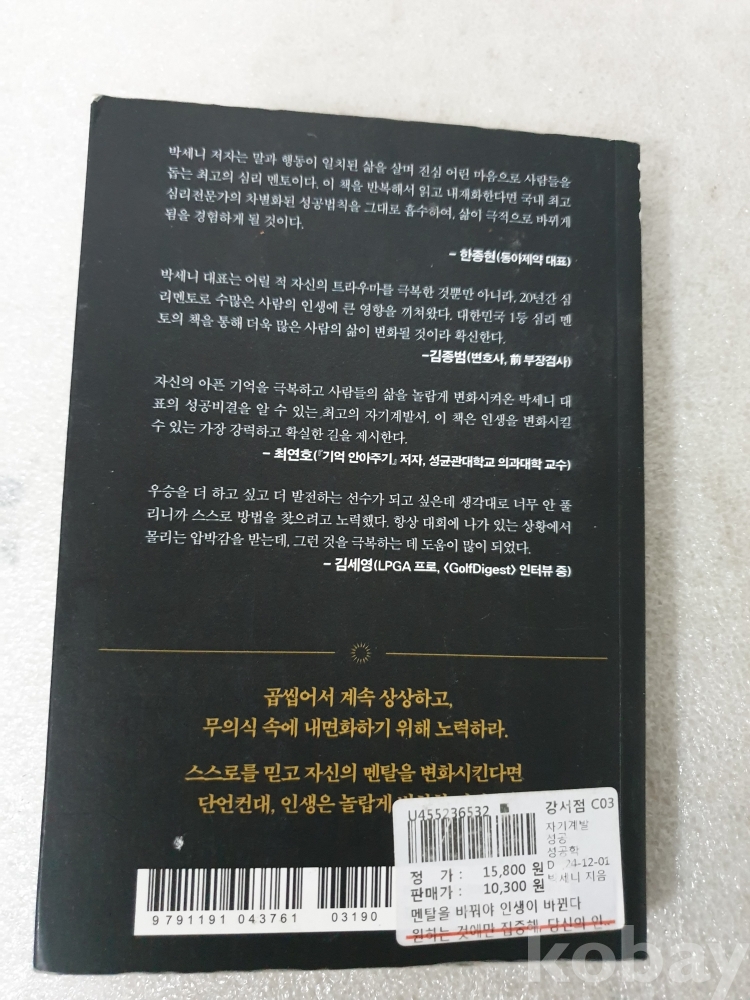 박세니 저자는 말과 행동이 일치된 삶을 살며 진심 어린 마음으로 사람들을
돕는 최고의 심리 멘토이다. 이 책을 반복해서 읽고 내재화한다면 국내 최고
심리전문가의 차별화된 성공법칙을 그대로 흡수하여, 삶이 극적으로 바뀌게
됨을 경험하게 될 것이다.
- 한종현(동아제약 대표)
박세니 대표는 어릴 적 자신의 트라우마를 극복한 것뿐만 아니라, 20년간 심
리멘토로 수많은 사람의 인생에 큰 영향을 끼쳐왔다. 대한민국 1등 심리 멘
토의 책을 통해 더욱 많은 사람의 삶이 변화될 것이라 확신한다.
-김종범(변호사, 前 부장검사)
자신의 아픈 기억을 극복하고 사람들의 삶을 놀랍게 변화시켜온 박세니 대
표의 성공비결을 알 수 있는 최고의 자기계발서. 이 책은 인생을 변화시킬
수 있는 가장 강력하고 확실한 길을 제시한다.
- 최연호(『기억 안아주기』 저자, 성균관대학교 의과대학 교수)
우승을 더 하고 싶고 더 발전하는 선수가 되고 싶은데 생각대로 너무 안 풀
리니까 스스로 방법을 찾으려고 노력했다. 항상 대회에 나가 있는 상황에서
몰리는 압박감을 받는데, 그런 것을 극복하는 데 도움이 많이 되었다.
- 김세영(LPGA 프로, <GolfDigest> 인터뷰 중)
곱씹어서 계속 상상하고,
무의식 속에 내면화하기 위해 노력하라.
스스로를 믿고 자신의 멘탈을 변화시킨다면
단언컨대, 인생은 놀랍게
U455236532 강서점 C03
자기계발
성공
성공학
24-12-01
박세니 지음
정 가 : 15,800 원
판매가 : 10,300 원
멘탈을 바꿔야 인생이 바뀐다
원하는 것에만 집중해, 당신의 인..
9 791191 043761 03190
kobay